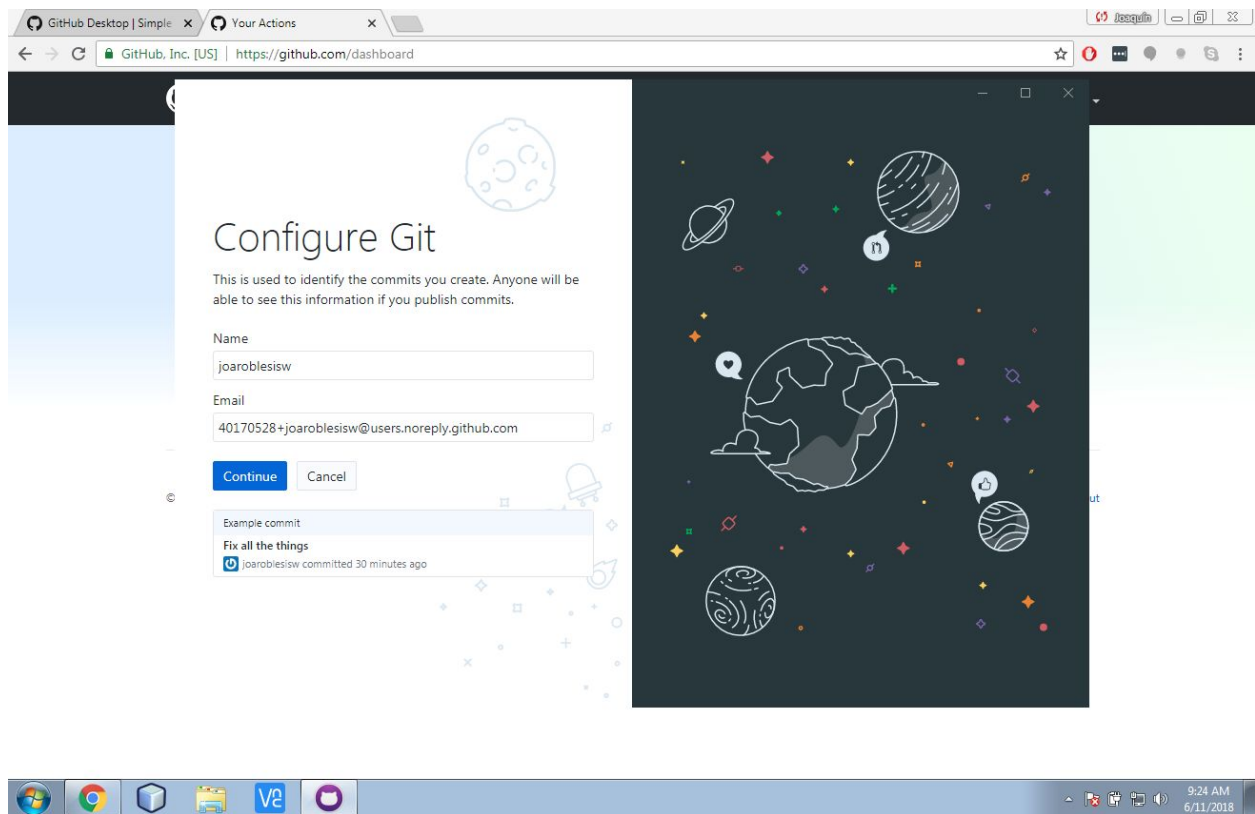 GitHub Desktop | Simple
Your Actions
Joaquín
GitHub, Inc. [US] | https://github.com/dashboard
Configure Git
This is used to identify the commits you create. Anyone will be
able to see this information if you publish commits.
Name
joaroblesisw
Email
40170528+joaroblesisw@users.noreply.github.com
Continue Cancel
©
ut
Example commit
Fix all the things
joaroblesisw committed 30 minutes ago
9:24 AM
6/11/2018